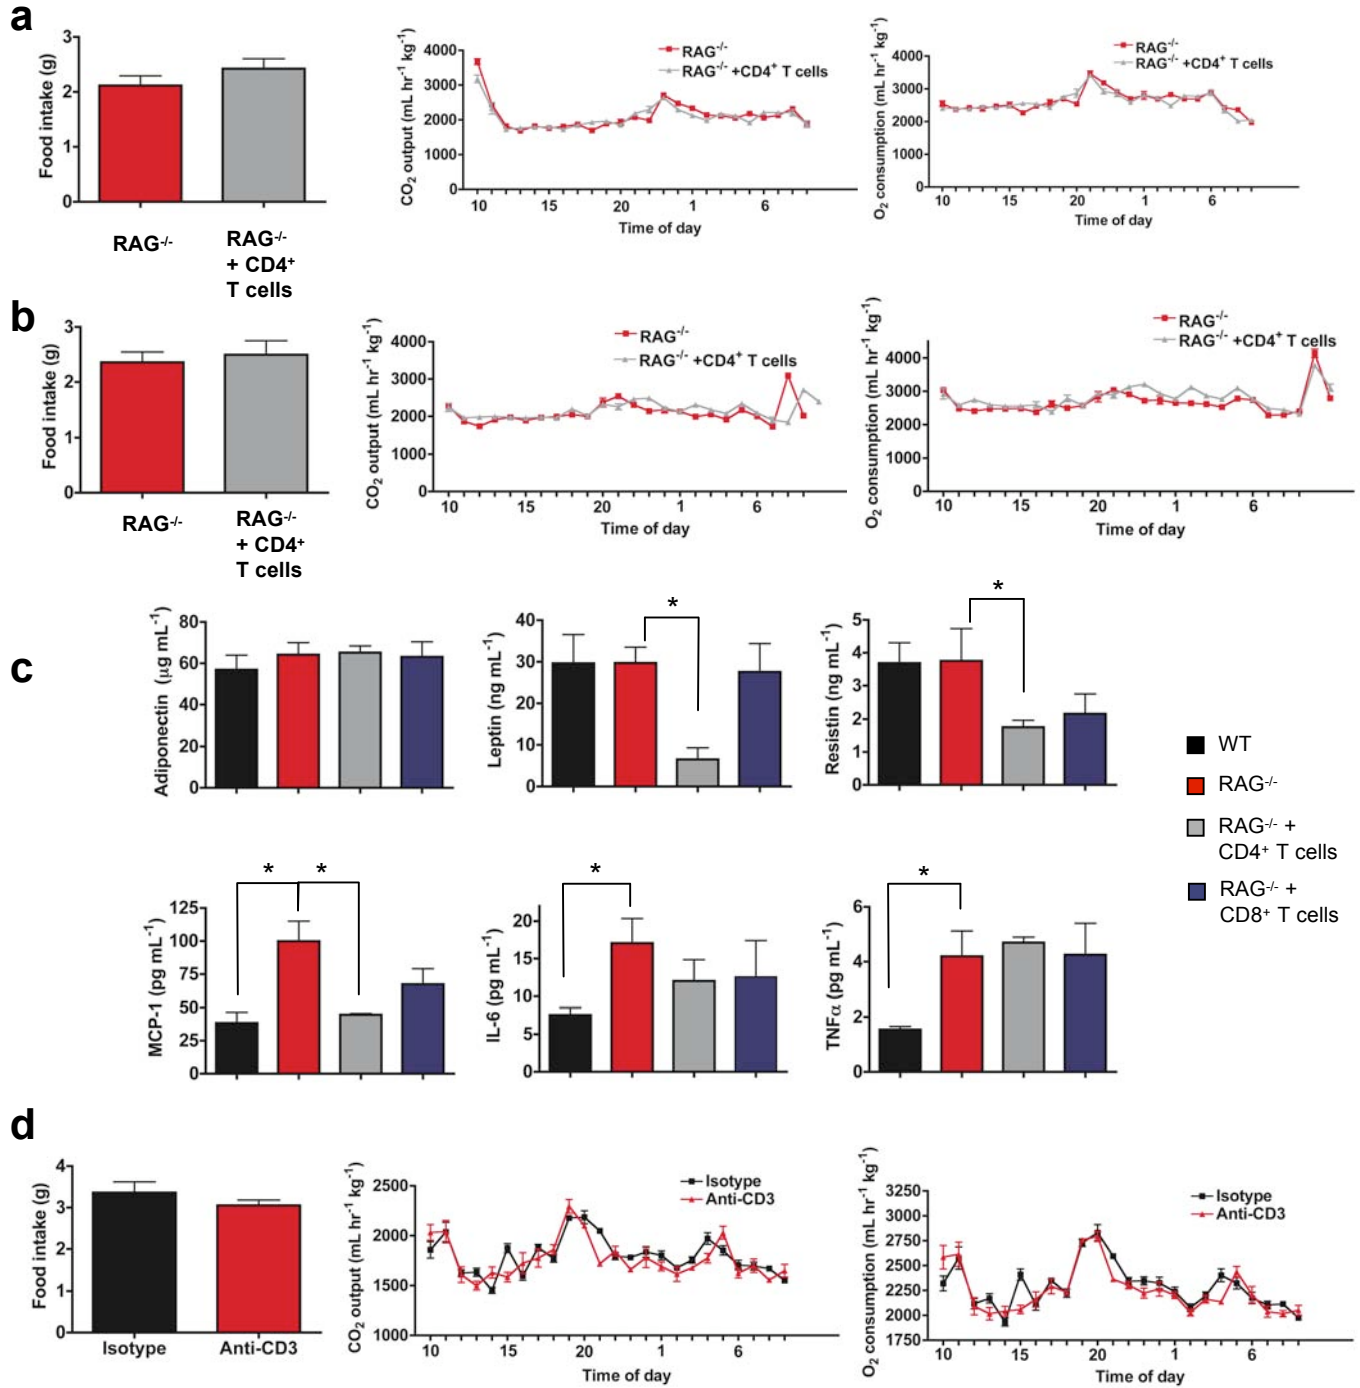 a
Food intake (g)
3
2
1
0
RAG-/-
RAG-/-
+ CD4+
T cells
CO2 output (mL hr-1 kg-1)
4000
3000
2000
1000
0
10 15 20 1 6
Time of day
RAG-/-
RAG-/- +CD4+ T cells
O2 consumption (mL hr-1 kg-1)
4000
3000
2000
1000
0
10 15 20 1 6
Time of day
RAG-/-
RAG-/- +CD4+ T cells
b
Food intake (g)
3
2
1
0
RAG-/-
RAG-/-
+ CD4+
T cells
CO2 output (mL hr-1 kg-1)
4000
3000
2000
1000
0
10 15 20 1 6
Time of day
RAG-/-
RAG-/- +CD4+ T cells
O2 consumption (mL hr-1 kg-1)
4000
3000
2000
1000
0
10 15 20 1 6
Time of day
RAG-/-
RAG-/- +CD4+ T cells
c
Adiponectin (μg mL-1)
80
60
40
20
0
Leptin (ng mL-1)
40
30
20
10
0
*
Resistin (ng mL-1)
5
4
3
2
1
0
*
WT
RAG-/-
RAG-/- +
CD4+ T cells
RAG-/- +
CD8+ T cells
MCP-1 (pg mL-1)
125
100
75
50
25
0
* *
IL-6 (pg mL-1)
20
15
10
5
0
*
TNFα (pg mL-1)
6
4
2
0
*
d
Food intake (g)
4
3
2
1
0
Isotype Anti-CD3
CO2 output (mL hr-1 kg-1)
2500
2000
1500
1000
10 15 20 1 6
Time of day
Isotype
Anti-CD3
O2 consumption (mL hr-1 kg-1)
3250
3000
2750
2500
2250
2000
1750
10 15 20 1 6
Time of day
Isotype
Anti-CD3